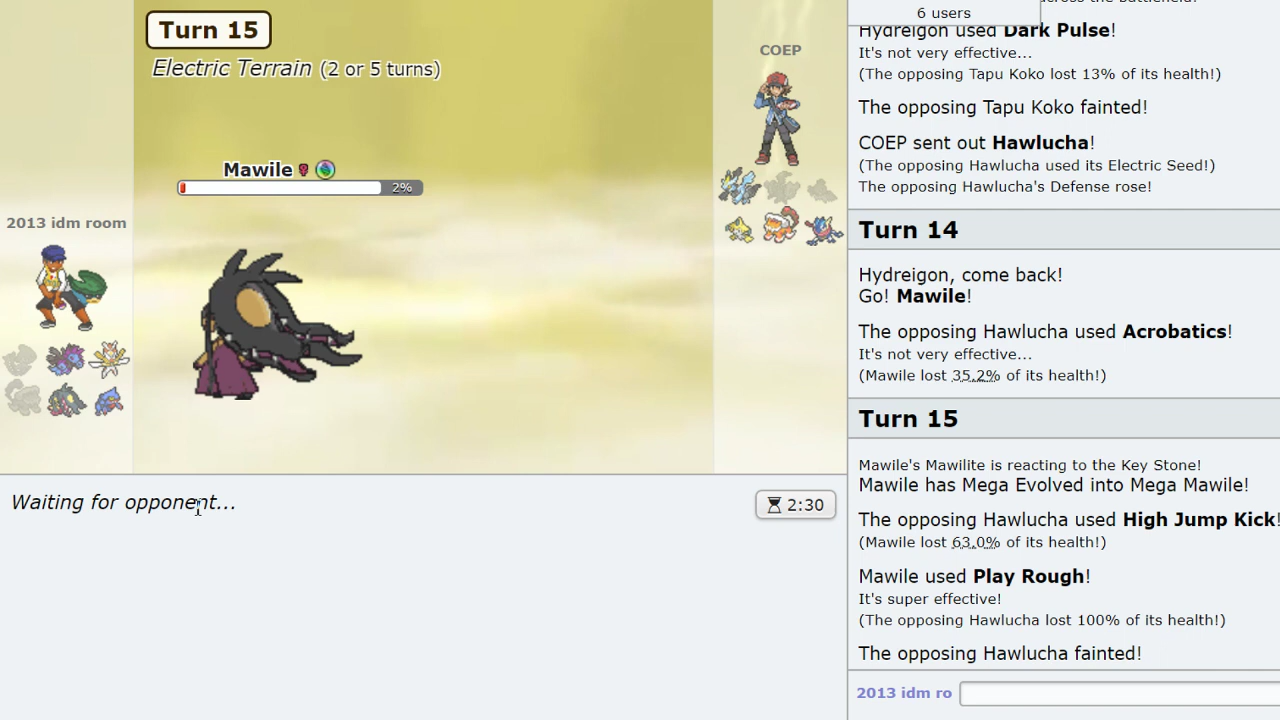 Turn 15
Electric Terrain (2 or 5 turns)
COEP
Mawile
2%
2013 idm room
Waiting for opponent...
2:30
6 users
Hydreigon used Dark Pulse!
It's not very effective...
(The opposing Tapu Koko lost 13% of its health!)
The opposing Tapu Koko fainted!
COEP sent out Hawlucha!
(The opposing Hawlucha used its Electric Seed!)
The opposing Hawlucha's Defense rose!
Turn 14
Hydreigon, come back!
Go! Mawile!
The opposing Hawlucha used Acrobatics!
It's not very effective...
(Mawile lost 35.2% of its health!)
Turn 15
Mawile's Mawilite is reacting to the Key Stone!
Mawile has Mega Evolved into Mega Mawile!
The opposing Hawlucha used High Jump Kick!
(Mawile lost 63.0% of its health!)
Mawile used Play Rough!
It's super effective!
(The opposing Hawlucha lost 100% of its health!)
The opposing Hawlucha fainted!
2013 idm ro